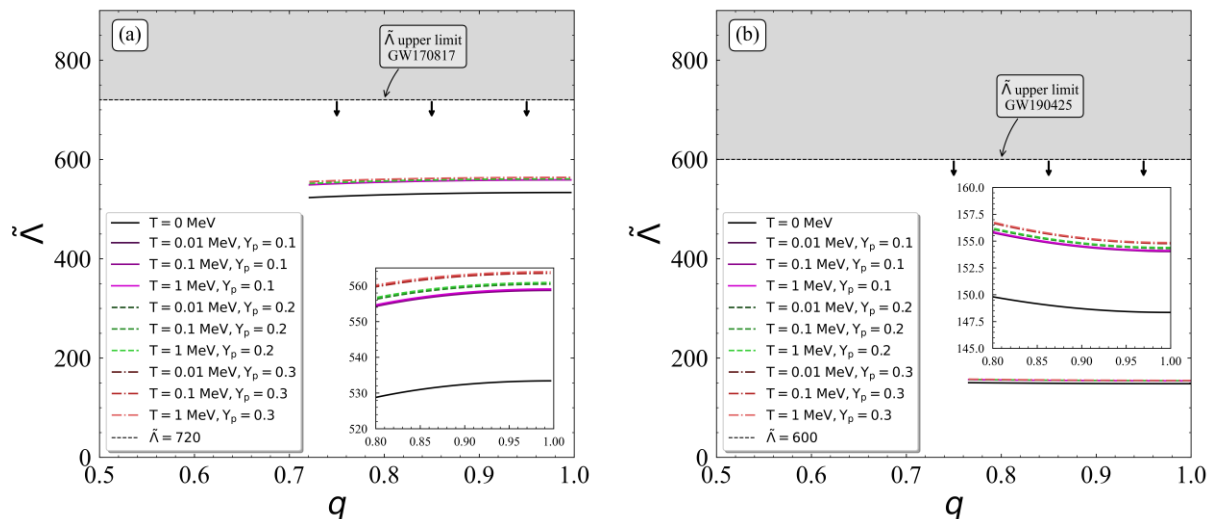 (a)
Λ̃ upper limit
GW170817
800
600
400
200
0
Λ̃
T = 0 MeV
T = 0.01 MeV, Yₚ = 0.1
T = 0.1 MeV, Yₚ = 0.1
T = 1 MeV, Yₚ = 0.1
T = 0.01 MeV, Yₚ = 0.2
T = 0.1 MeV, Yₚ = 0.2
T = 1 MeV, Yₚ = 0.2
T = 0.01 MeV, Yₚ = 0.3
T = 0.1 MeV, Yₚ = 0.3
T = 1 MeV, Yₚ = 0.3
Λ̃ = 720
560
550
540
530
520
0.80 0.85 0.90 0.95 1.00
0.5 0.6 0.7 0.8 0.9 1.0
q
(b)
Λ̃ upper limit
GW190425
800
600
400
200
0
Λ̃
T = 0 MeV
T = 0.01 MeV, Yₚ = 0.1
T = 0.1 MeV, Yₚ = 0.1
T = 1 MeV, Yₚ = 0.1
T = 0.01 MeV, Yₚ = 0.2
T = 0.1 MeV, Yₚ = 0.2
T = 1 MeV, Yₚ = 0.2
T = 0.01 MeV, Yₚ = 0.3
T = 0.1 MeV, Yₚ = 0.3
T = 1 MeV, Yₚ = 0.3
Λ̃ = 600
160.0
157.5
155.0
152.5
150.0
147.5
145.0
0.80 0.85 0.90 0.95 1.00
0.5 0.6 0.7 0.8 0.9 1.0
q